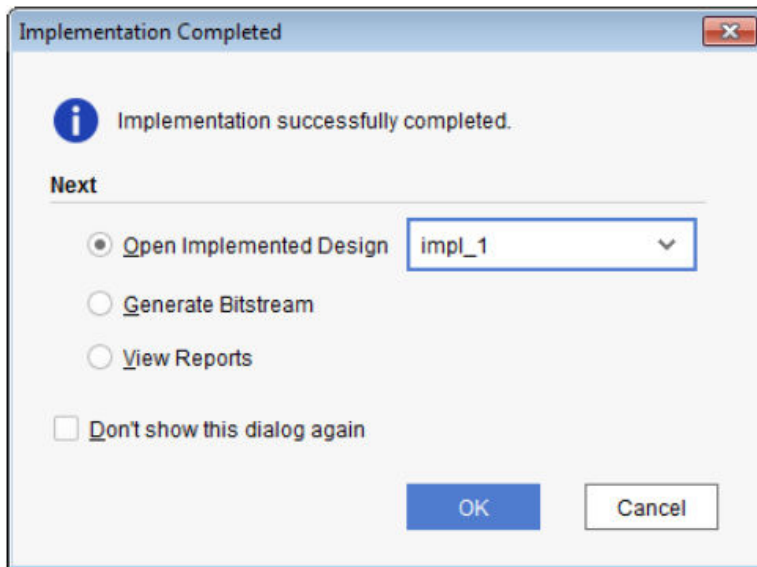 Implementation Completed
Implementation successfully completed.
Next
Open Implemented Design impl_1
Generate Bitstream
View Reports
Don't show this dialog again
OK Cancel